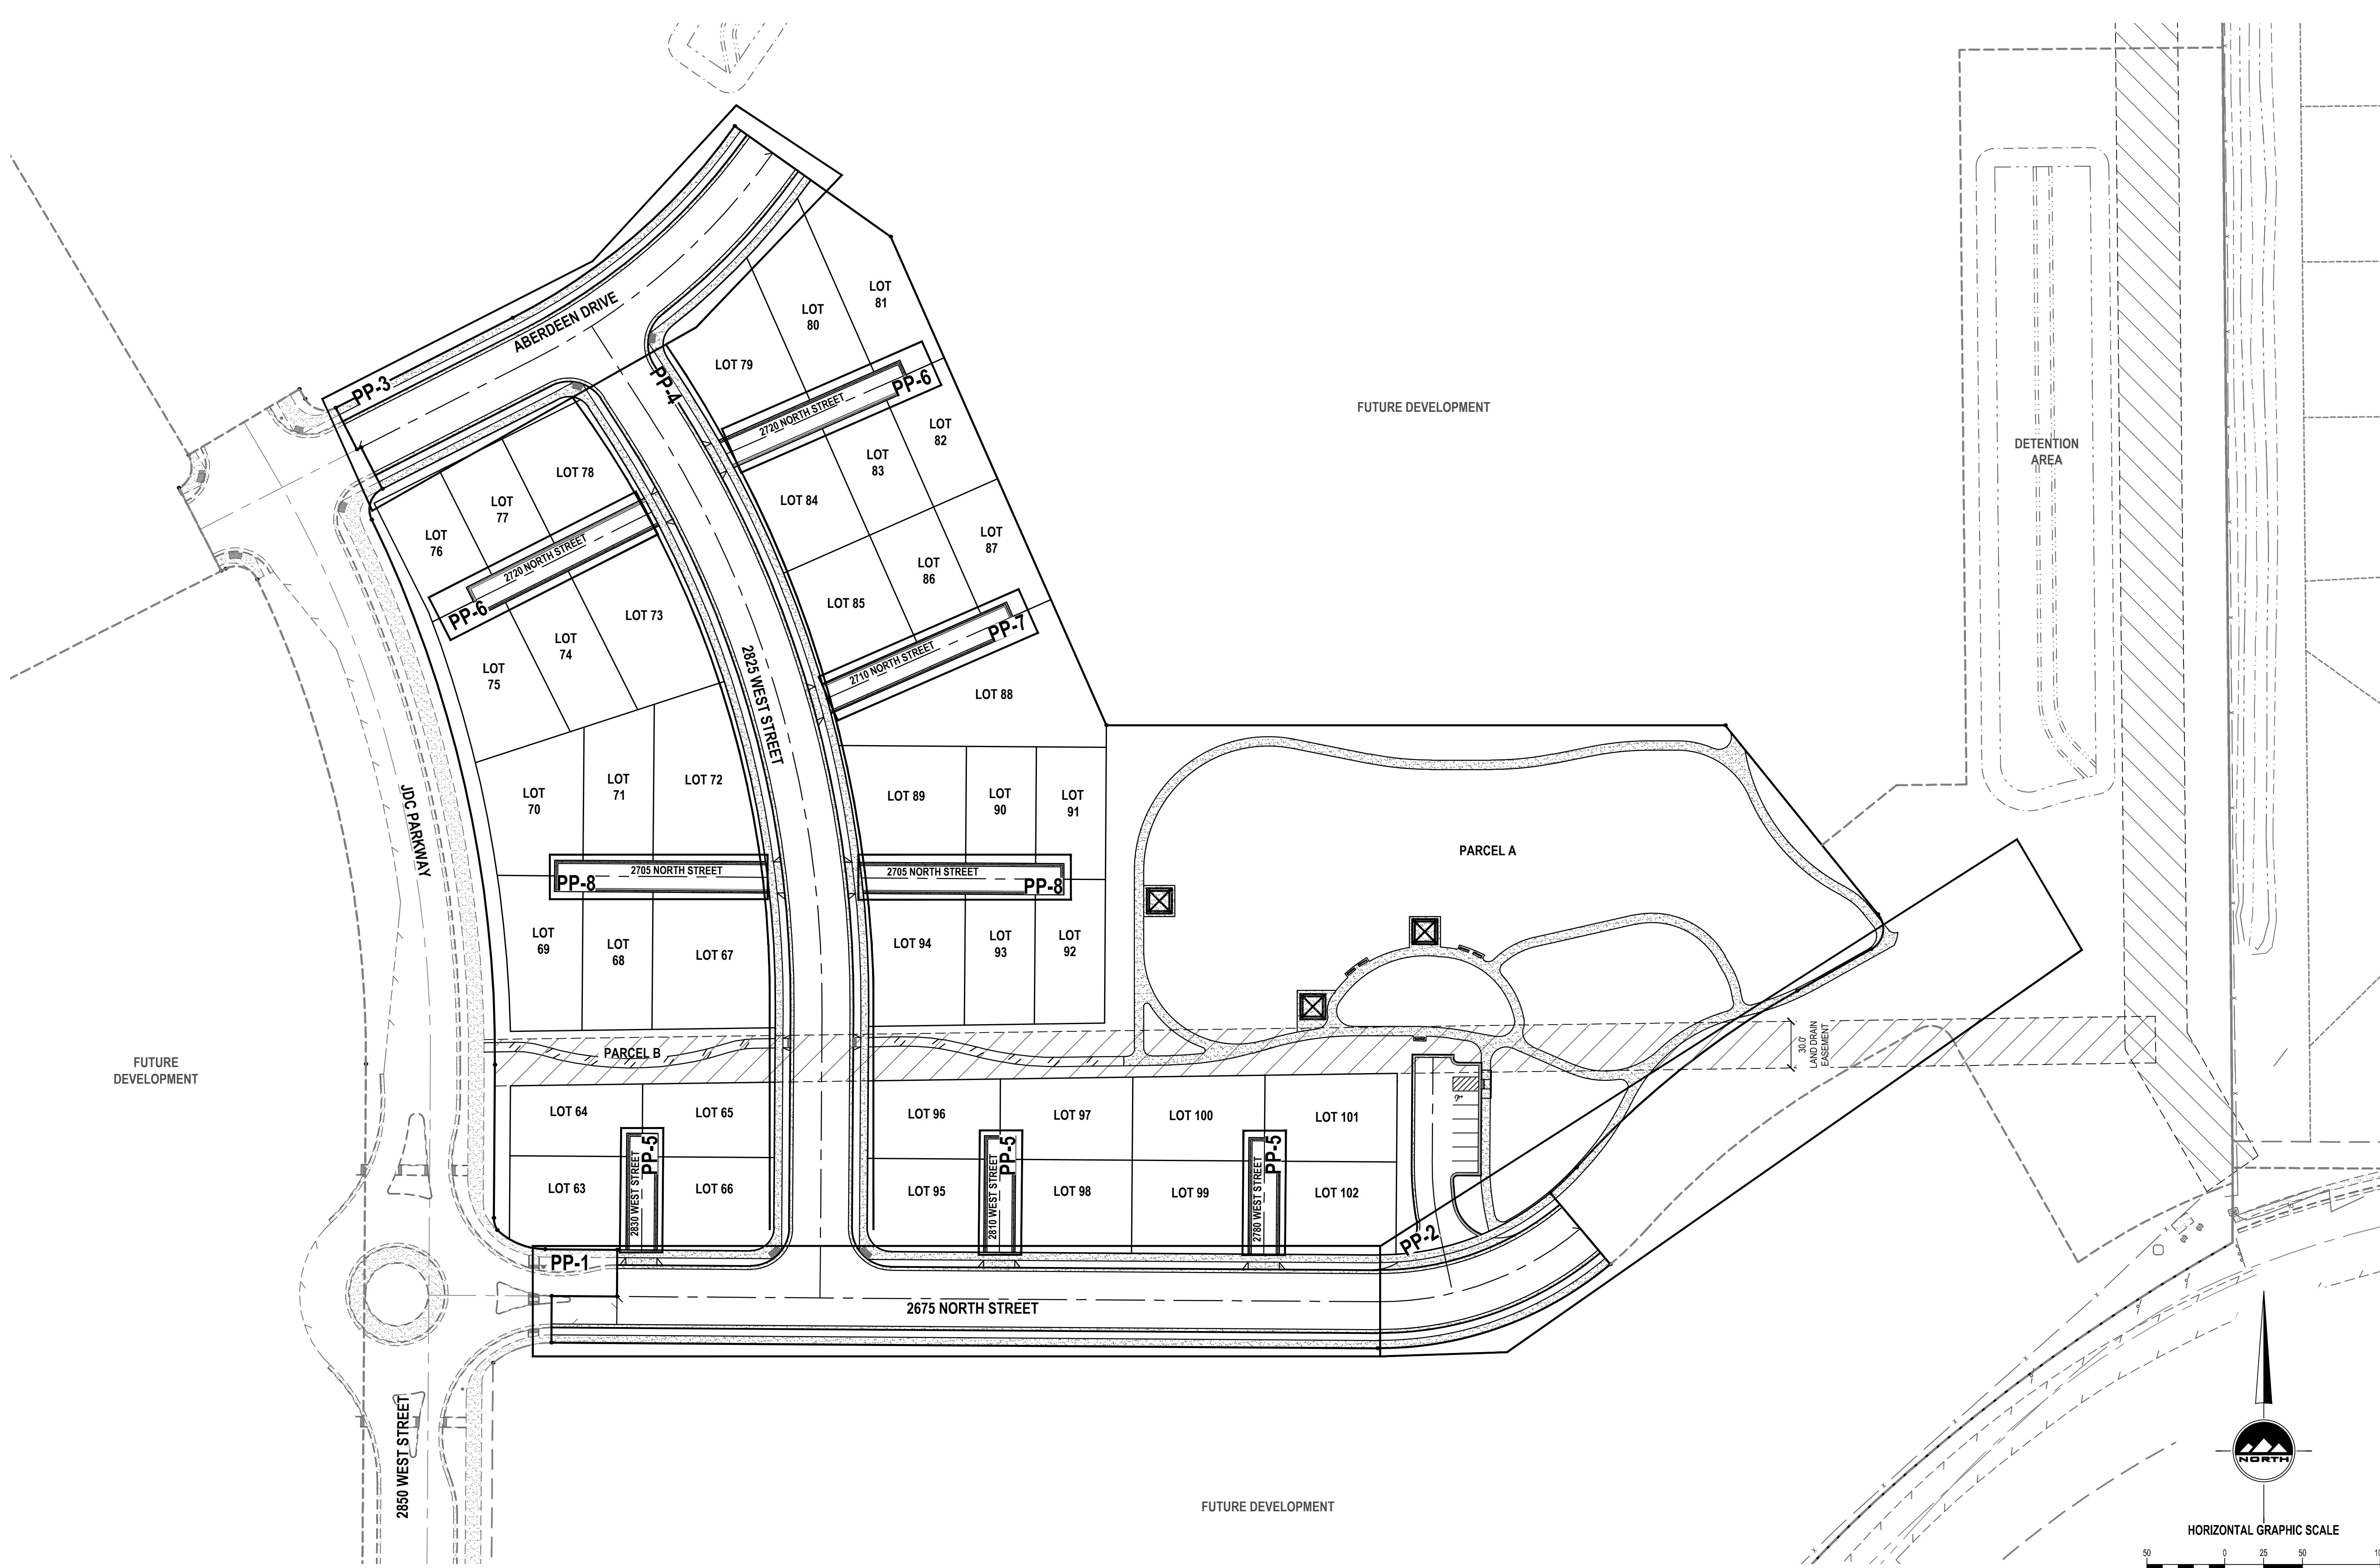 ABERDEEN DRIVE
PP-3
PP-4
LOT
81
LOT
80
LOT 79
PP-6
2720 NORTH STREET
FUTURE DEVELOPMENT
LOT
82
LOT
83
LOT 84
DETENTION
AREA
LOT 78
LOT
77
LOT
76
2720 NORTH STREET
PP-6
LOT
87
LOT
86
LOT 85
LOT 73
LOT
74
LOT
75
PP-7
2710 NORTH STREET
2825 WEST STREET
LOT 88
JDC PARKWAY
LOT
70
LOT
71
LOT 72
LOT 89
LOT
90
LOT
91
PARCEL A
PP-8
2705 NORTH STREET
2705 NORTH STREET
PP-8
LOT
69
LOT
68
LOT 67
LOT 94
LOT
93
LOT
92
PARCEL B
30.0'
LAND DRAIN
EASEMENT
FUTURE
DEVELOPMENT
LOT 64
LOT 65
LOT 96
LOT 97
LOT 100
LOT 101
2830 WEST STREET
PP-5
2810 WEST STREET
PP-5
2780 WEST STREET
PP-5
LOT 63
LOT 66
LOT 95
LOT 98
LOT 99
LOT 102
PP-1
PP-2
2675 NORTH STREET
2850 WEST STREET
FUTURE DEVELOPMENT
NORTH
HORIZONTAL GRAPHIC SCALE
50 0 25 50